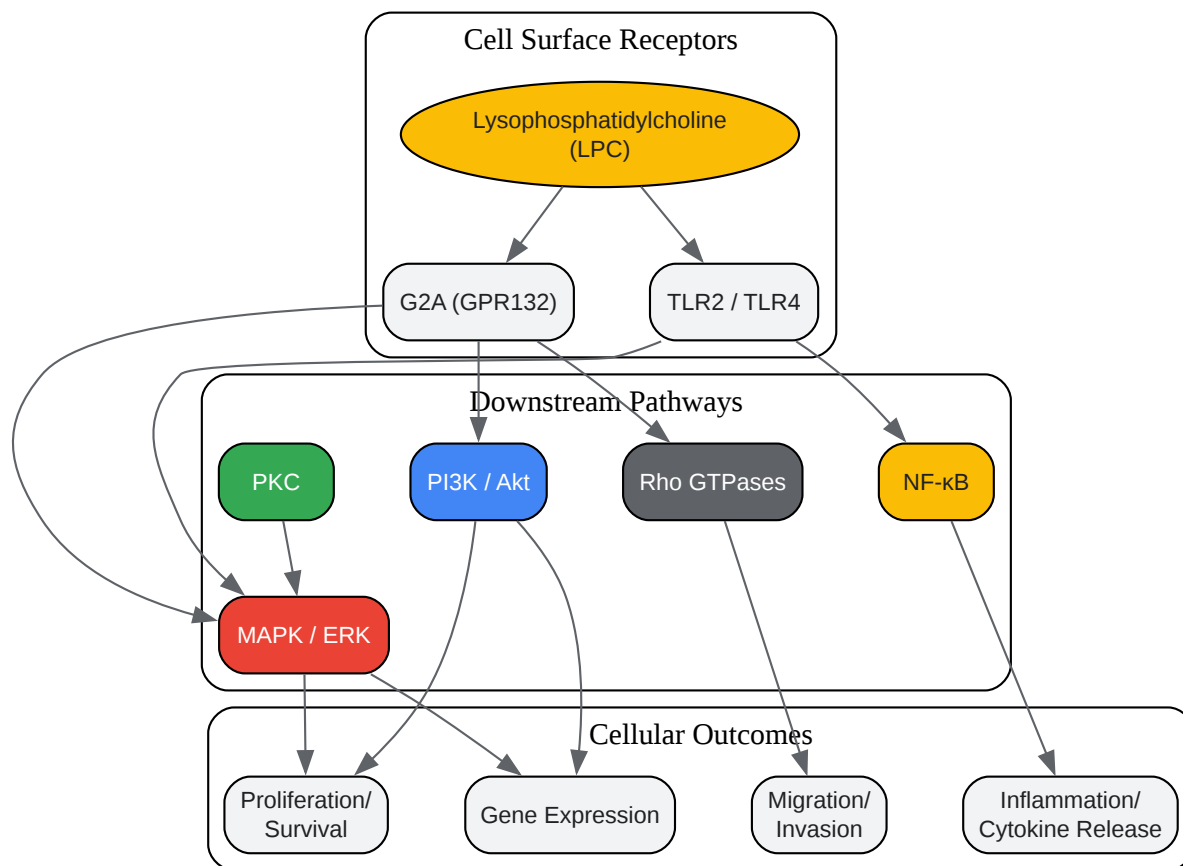 Cell Surface Receptors
Lysophosphatidylcholine
(LPC)
G2A (GPR132)
TLR2 / TLR4
Downstream Pathways
PKC
PI3K / Akt
Rho GTPases
NF-κB
MAPK / ERK
Cellular Outcomes
Proliferation/
Survival
Gene Expression
Migration/
Invasion
Inflammation/
Cytokine Release